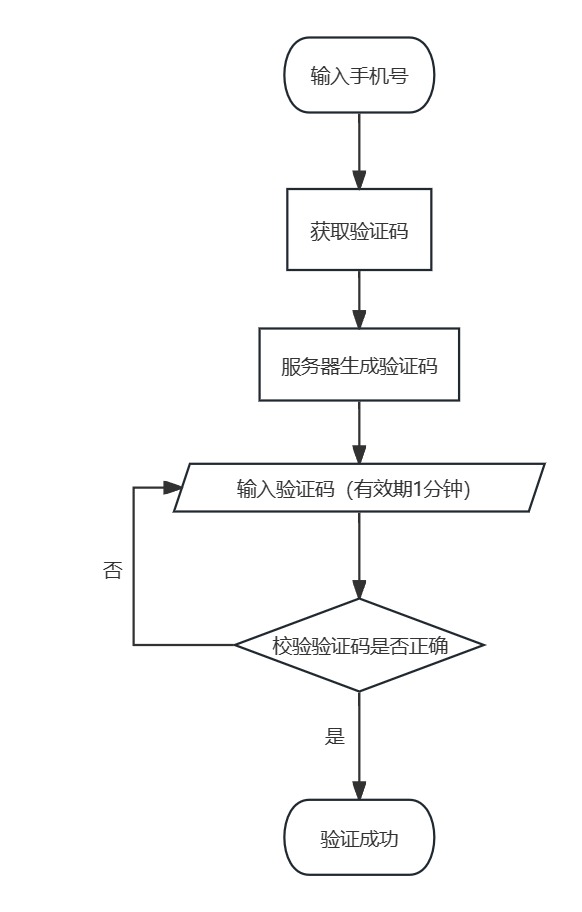 输入手机号
获取验证码
服务器生成验证码
输入验证码（有效期1分钟）
否
校验验证码是否正确
是
验证成功